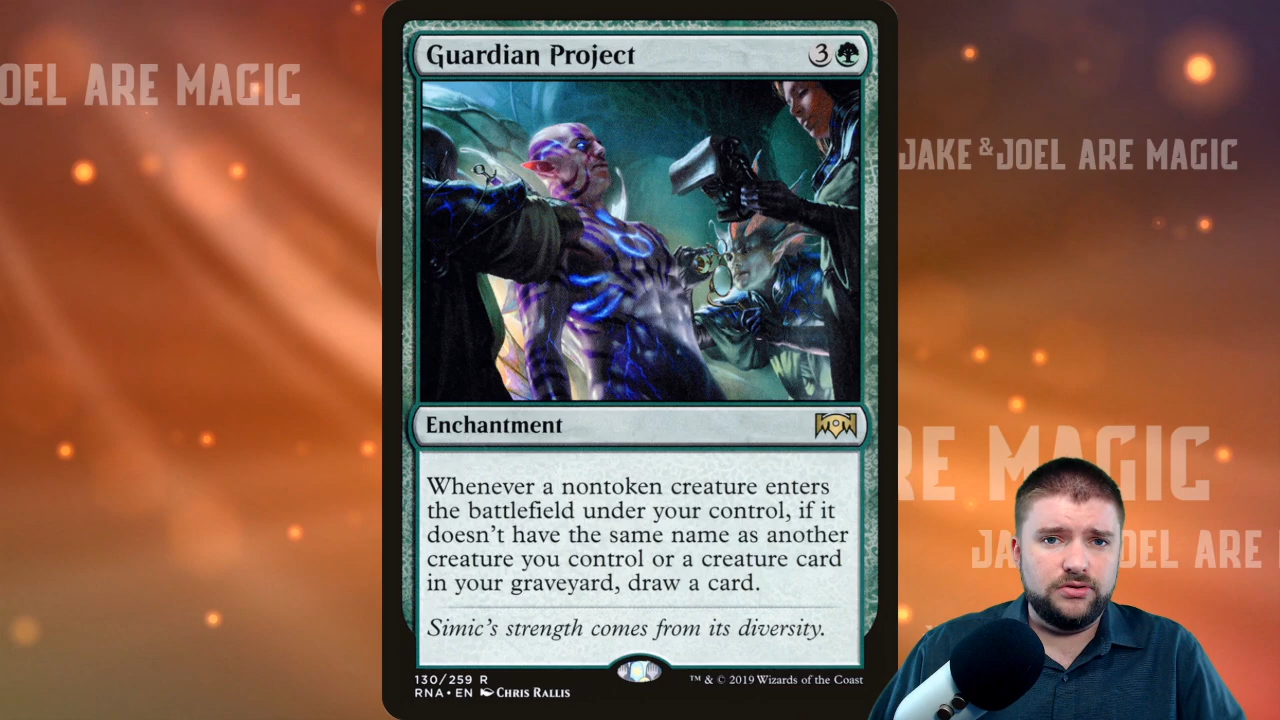 OEL ARE MAGIC
JAKE & JOEL ARE MAGIC
RE MAGIC
JA
OEL ARE
Guardian Project
3
Enchantment
Whenever a nontoken creature enters
the battlefield under your control, if it
doesn't have the same name as another
creature you control or a creature card
in your graveyard, draw a card.
Simic's strength comes from its diversity.
130/259 R
RNA • EN Chris Rallis
™ & © 2019 Wizards of the Coast